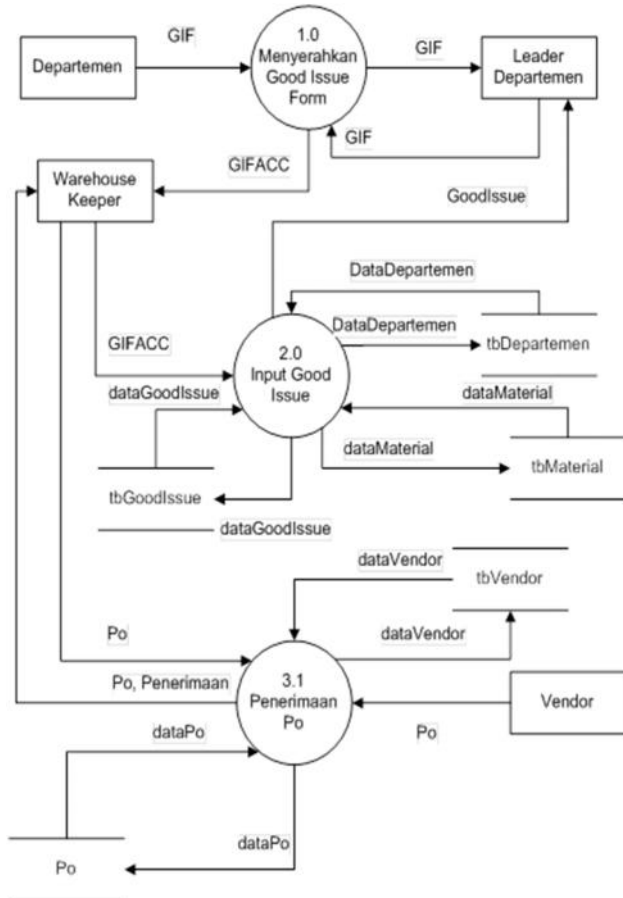 GIF
1.0
Menyerahkan
Good Issue
Form
GIF
Departemen
Leader
Departemen
GIF
GIFACC
Warehouse
Keeper
GoodIssue
DataDepartemen
DataDepartemen
tbDepartemen
GIFACC
2.0
Input Good
Issue
dataGoodIssue
dataMaterial
dataMaterial
tbMaterial
tbGoodIssue
dataGoodIssue
dataVendor
tbVendor
Po
dataVendor
Po, Penerimaan
3.1
Penerimaan
Po
Vendor
dataPo
Po
dataPo
Po